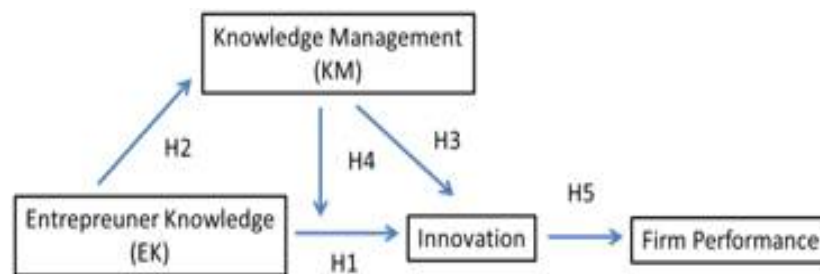 Knowledge Management
(KM)
H2
H4
H3
Entrepreuner Knowledge
(EK)
H1
Innovation
H5
Firm Performance